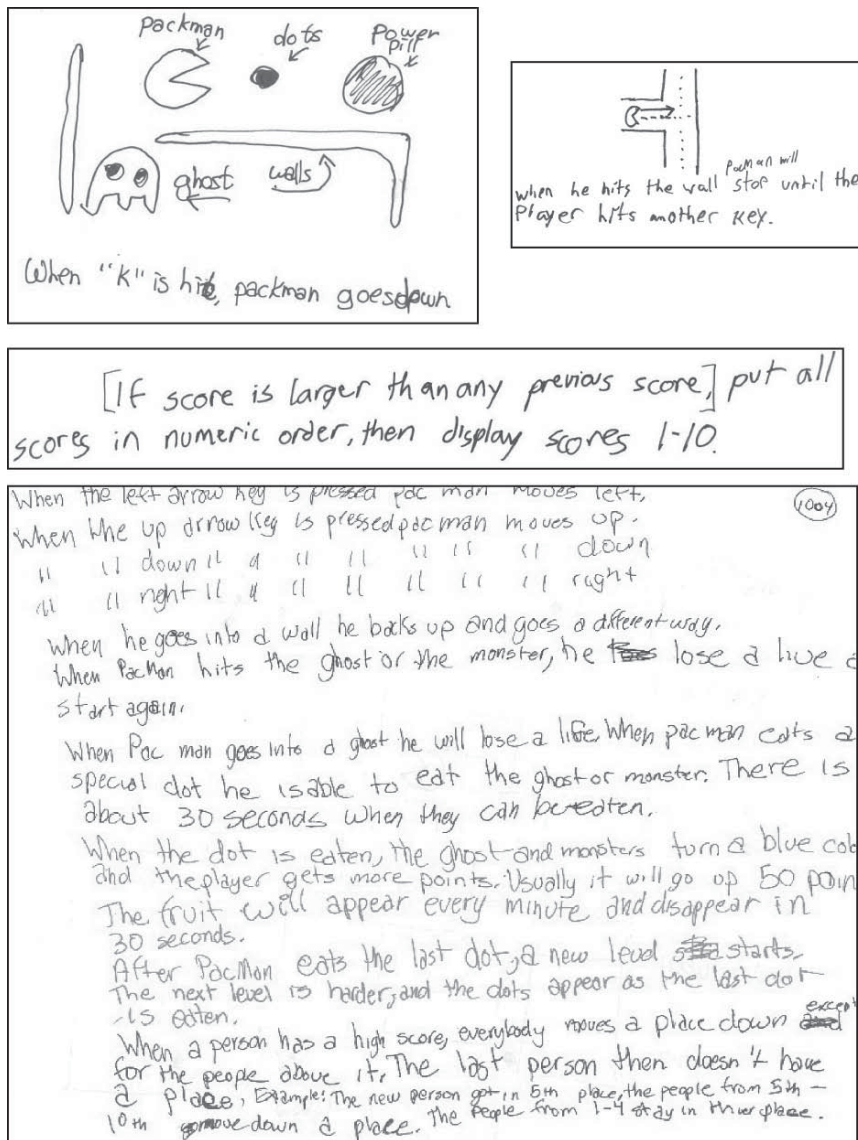 packman
dots
Power
pill
ghost
walls
When "K" is hit, packman goes down
pacman will
when he hits the wall stop until the
Player hits another key.
[If score is larger than any previous score,] put all
scores in numeric order, then display scores 1-10.
When the left arrow key is pressed pac man moves left,
1004
When the up arrow key is pressed pac man moves up.
" " down " " " " " " " down
" " right " " " " " " " right
When he goes into a wall he backs up and goes a different way.
When PacMan hits the ghost or the monster, he lose a live
start again.
When Pac man goes into a ghost he will lose a life. When pac man eats a
special dot he is able to eat the ghost or monster. There is
about 30 seconds when they can be eaten.
When the dot is eaten, the ghost and monsters turn a blue
and the player gets more points. Usually it will go up 50
The fruit will appear every minute and disappear in
30 seconds.
After PacMan eats the last dot, a new level starts.
The next level is harder, and the dots appear as the last dot
is eaten.
except
When a person has a high score, everybody moves a place down
for the people above it, The last person then doesn't have
a place, Example: The new person got in 5th place, the people from 5th –
10th move down a place. The people from 1-4 stay in their place.